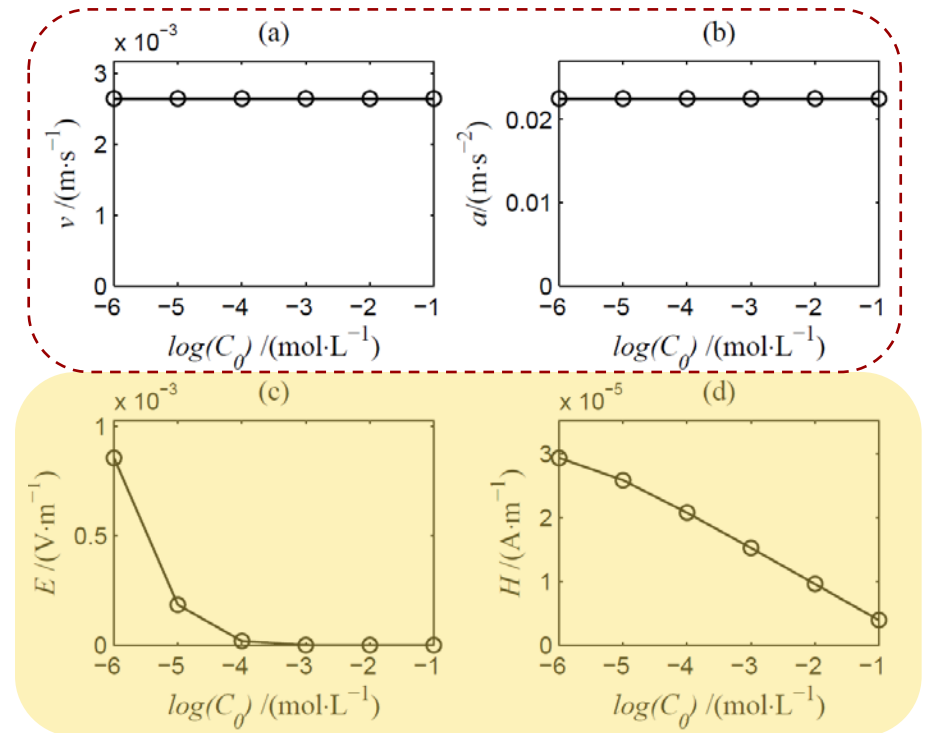 (a)
(b)
× 10⁻³
3
2
1
0
v /(m·s⁻¹)
−6 −5 −4 −3 −2 −1
log(C₀) /(mol·L⁻¹)
0.02
0.01
0
a/(m·s⁻²)
−6 −5 −4 −3 −2 −1
log(C₀) /(mol·L⁻¹)
× 10⁻³
(c)
1
0.5
0
E /(V·m⁻¹)
−6 −5 −4 −3 −2 −1
log(C₀) /(mol·L⁻¹)
× 10⁻⁵
(d)
3
2
1
0
H /(A·m⁻¹)
−6 −5 −4 −3 −2 −1
log(C₀) /(mol·L⁻¹)